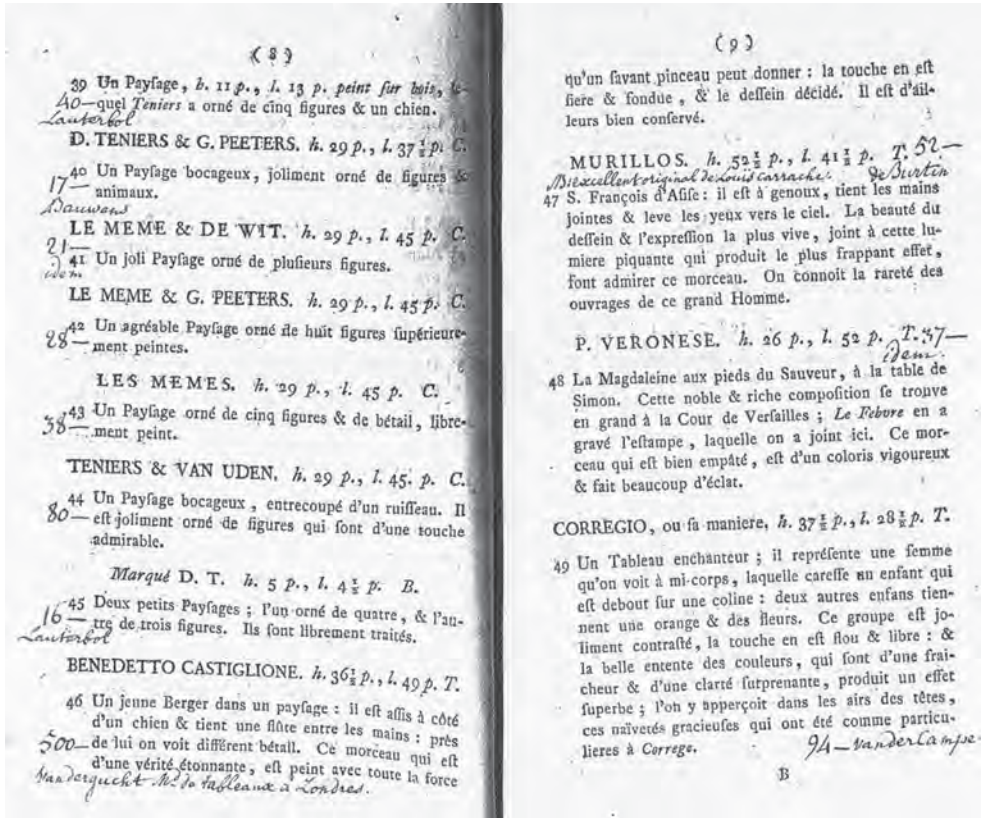 (8)
39 Un Payſage, h. 11 p., l. 13 p. peint ſur bois, le-
40—quel Teniers a orné de cinq figures & un chien.
Lauterbol
D. TENIERS & G. PEETERS. h. 29 p., l. 37 ½ p. C.
40 Un Payſage bocageux, joliment orné de figures &
17— animaux.
Bauwens
LE MEME & DE WIT. h. 29 p., l. 45 p. C.
21—
41 Un joli Payſage orné de pluſieurs figures.
idem
LE MEME & G. PEETERS. h. 29 p., l. 45 p. C.
42 Un agréable Payſage orné de huit figures ſupérieure-
28— ment peintes.
LES MEMES. h. 29 p., l. 45 p. C.
43 Un Payſage orné de cinq figures & de bétail, libre-
38— ment peint.
TENIERS & VAN UDEN. h. 29 p., l. 45. p. C.
44 Un Payſage bocageux, entrecoupé d'un ruiſſeau. Il
80— eſt joliment orné de figures qui ſont d'une touche
admirable.
Marqué D. T. h. 5 p., l. 4 ½ p. B.
45 Deux petits Payſages; l'un orné de quatre, & l'au-
16— tre de trois figures. Ils ſont librement traités.
Lauterbol
BENEDETTO CASTIGLIONE. h. 36 ½ p., l. 49 p. T.
46 Un jeune Berger dans un payſage: il eſt aſſis à côté
d'un chien & tient une flûte entre les mains: près
500— de lui on voit différent bétail. Ce morceau qui eſt
d'une vérité étonnante, eſt peint avec toute la force
Vanderqucht Md. de tableaux a Londres.
(9)
qu'un ſavant pinceau peut donner: la touche en eſt
fiere & fondue, & le deſſein décidé. Il eſt d'ail-
leurs bien conſervé.
MURILLOS. h. 52 ½ p., l. 41 ½ p. T. 52—
excellent original de Louis Carrache. de Burtin
47 S. François d'Aſiſe: il eſt à genoux, tient les mains
jointes & leve les yeux vers le ciel. La beauté du
deſſein & l'expreſſion la plus vive, joint à cette lu-
miere piquante qui produit le plus frappant effet,
font admirer ce morceau. On connoit la rareté des
ouvrages de ce grand Homme.
P. VERONESE. h. 26 p., l. 52 p. T. 37—
idem.
48 La Magdaleine aux pieds du Sauveur, à la table de
Simon. Cette noble & riche compoſition ſe trouve
en grand à la Cour de Verſailles; Le Febure en a
gravé l'eſtampe, laquelle on a joint ici. Ce mor-
ceau qui eſt bien empâté, eſt d'un coloris vigoureux
& fait beaucoup d'éclat.
CORREGIO, ou ſa maniere, h. 37 ½ p., l. 28 ½ p. T.
49 Un Tableau enchanteur; il repréſente une femme
qu'on voit à mi-corps, laquelle careſſe un enfant qui
eſt debout ſur une coline: deux autres enfans tien-
nent une orange & des fleurs. Ce groupe eſt jo-
liment contraſté, la touche en eſt flou & libre: &
la belle entente des couleurs, qui ſont d'une frai-
cheur & d'une clarté ſurprenante, produit un effet
ſuperbe; l'on y apperçoit dans les airs des têtes,
ces naïvetés gracieuſes qui ont été comme particu-
lieres à Correge.
94—vander Campe
B